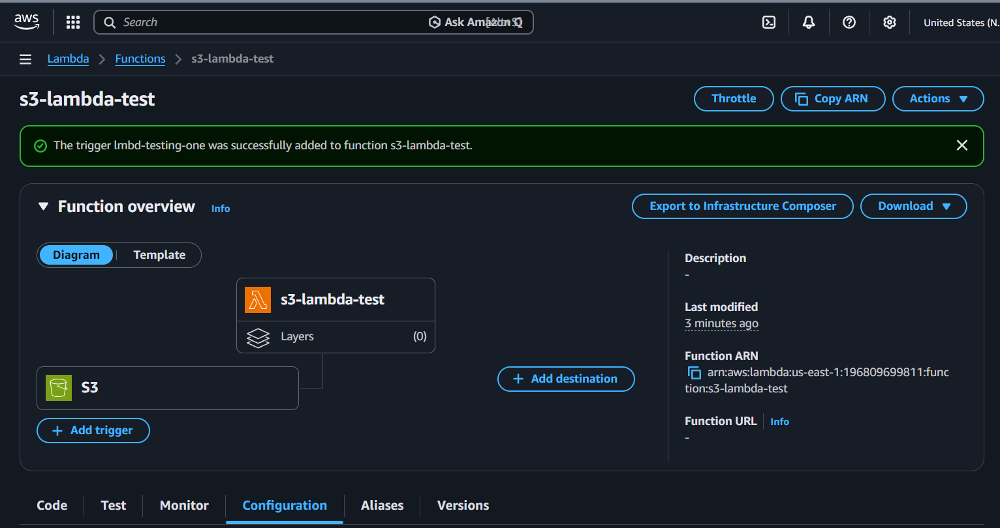 aws
Search
Ask Amazon Q
[Alt+S]
United States (N.
Lambda
Functions
s3-lambda-test
s3-lambda-test
Throttle
Copy ARN
Actions
The trigger lmbd-testing-one was successfully added to function s3-lambda-test.
Function overview
Info
Export to Infrastructure Composer
Download
Diagram
Template
s3-lambda-test
Layers
(0)
S3
+ Add trigger
+ Add destination
Description
-
Last modified
3 minutes ago
Function ARN
arn:aws:lambda:us-east-1:196809699811:func
tion:s3-lambda-test
Function URL
Info
-
Code
Test
Monitor
Configuration
Aliases
Versions